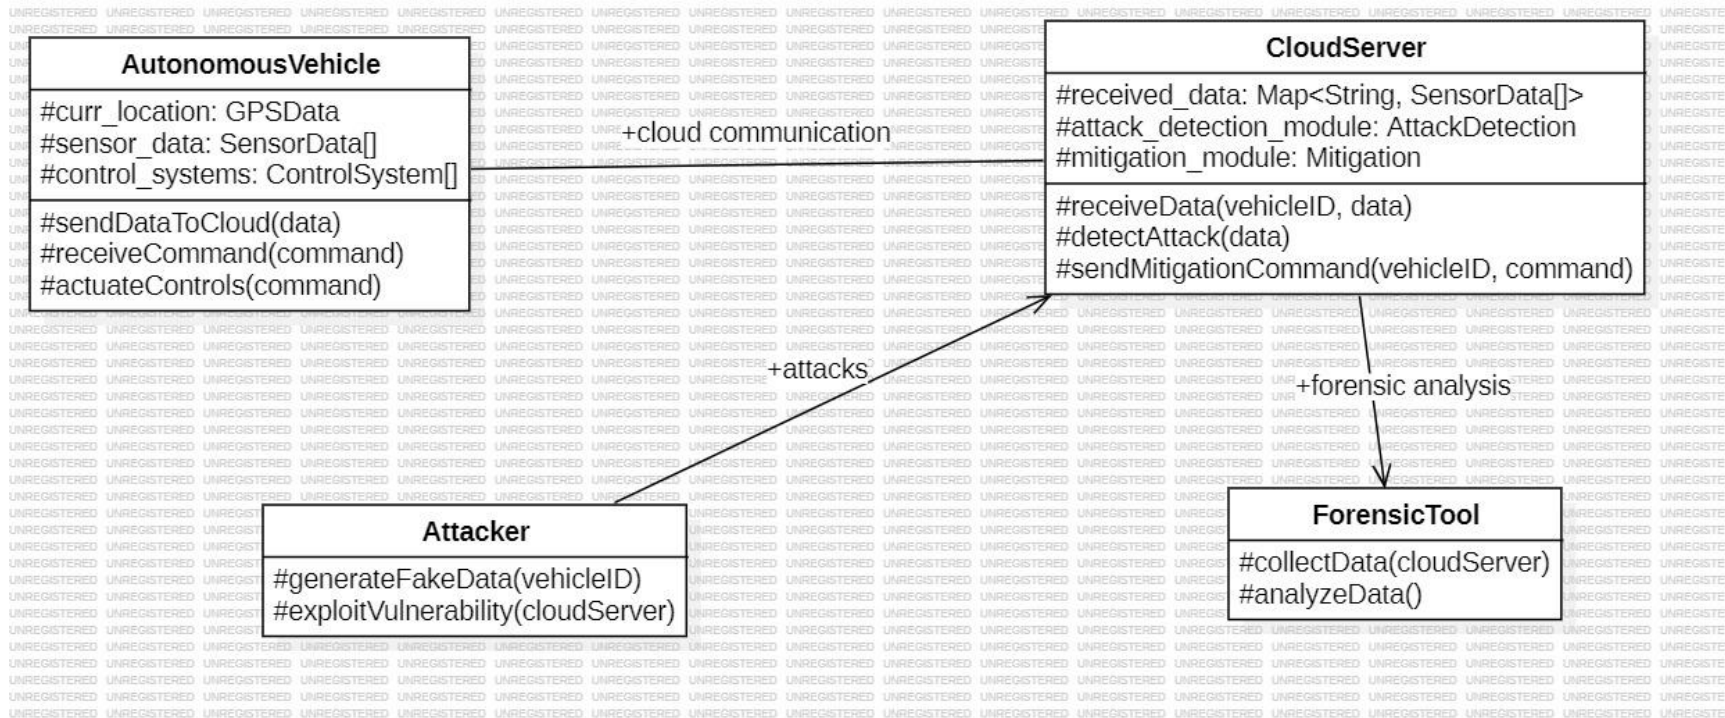 AutonomousVehicle
#curr_location: GPSData
#sensor_data: SensorData[]
#control_systems: ControlSystem[]
#sendDataToCloud(data)
#receiveCommand(command)
#actuateControls(command)
+cloud communication
CloudServer
#received_data: Map<String, SensorData[]>
#attack_detection_module: AttackDetection
#mitigation_module: Mitigation
#receiveData(vehicleID, data)
#detectAttack(data)
#sendMitigationCommand(vehicleID, command)
+attacks
+forensic analysis
Attacker
#generateFakeData(vehicleID)
#exploitVulnerability(cloudServer)
ForensicTool
#collectData(cloudServer)
#analyzeData()
UNREGISTERED